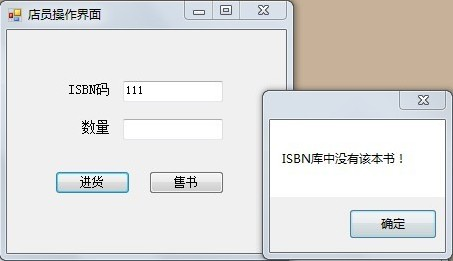 店员操作界面
ISBN码 111
数量
进货 售书
ISBN库中没有该本书！
确定